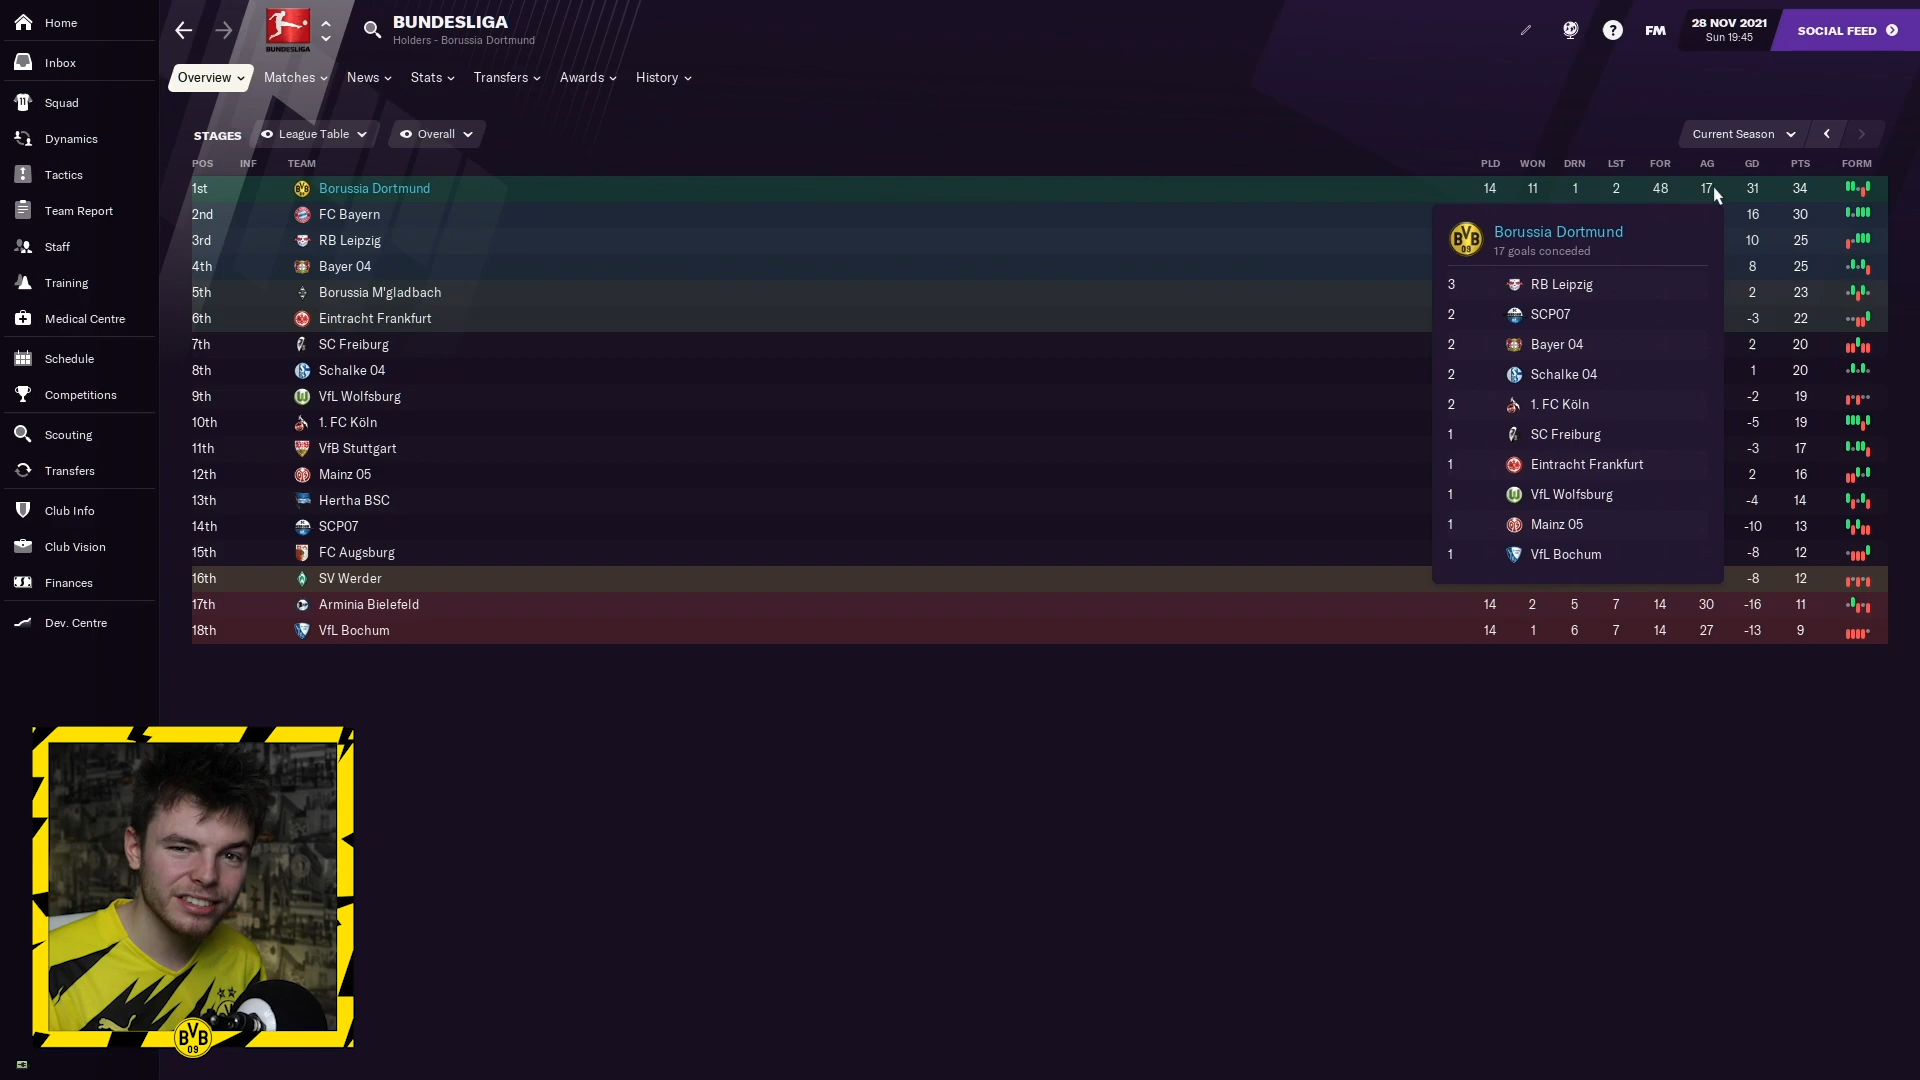 Home
Inbox
Squad
Dynamics
Tactics
Team Report
Staff
Training
Medical Centre
Schedule
Competitions
Scouting
Transfers
Club Info
Club Vision
Finances
Dev. Centre
BUNDESLIGA
BUNDESLIGA
Holders - Borussia Dortmund
FM
28 NOV 2021
Sun 19:45
SOCIAL FEED
Overview Matches News Stats Transfers Awards History
STAGES League Table Overall Current Season
POS INF TEAM PLD WON DRN LST FOR AG GD PTS FORM
1st Borussia Dortmund 14 11 1 2 48 17 31 34
2nd FC Bayern 16 30
3rd RB Leipzig 10 25
4th Bayer 04 8 25
5th Borussia M'gladbach 2 23
6th Eintracht Frankfurt -3 22
7th SC Freiburg 2 20
8th Schalke 04 1 20
9th VfL Wolfsburg -2 19
10th 1. FC Köln -5 19
11th VfB Stuttgart -3 17
12th Mainz 05 2 16
13th Hertha BSC -4 14
14th SCP07 -10 13
15th FC Augsburg -8 12
16th SV Werder -8 12
17th Arminia Bielefeld 14 2 5 7 14 30 -16 11
18th VfL Bochum 14 1 6 7 14 27 -13 9
BVB 09
Borussia Dortmund
17 goals conceded
3 RB Leipzig
2 SCP07
2 Bayer 04
2 Schalke 04
2 1. FC Köln
1 SC Freiburg
1 Eintracht Frankfurt
1 VfL Wolfsburg
1 Mainz 05
1 VfL Bochum
BVB
09